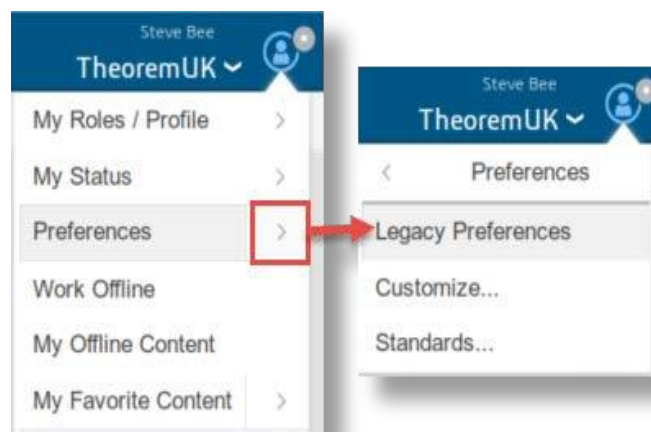 Steve Bee
TheoremUK
My Roles / Profile
My Status
Preferences
Work Offline
My Offline Content
My Favorite Content
Steve Bee
TheoremUK
Preferences
Legacy Preferences
Customize...
Standards...